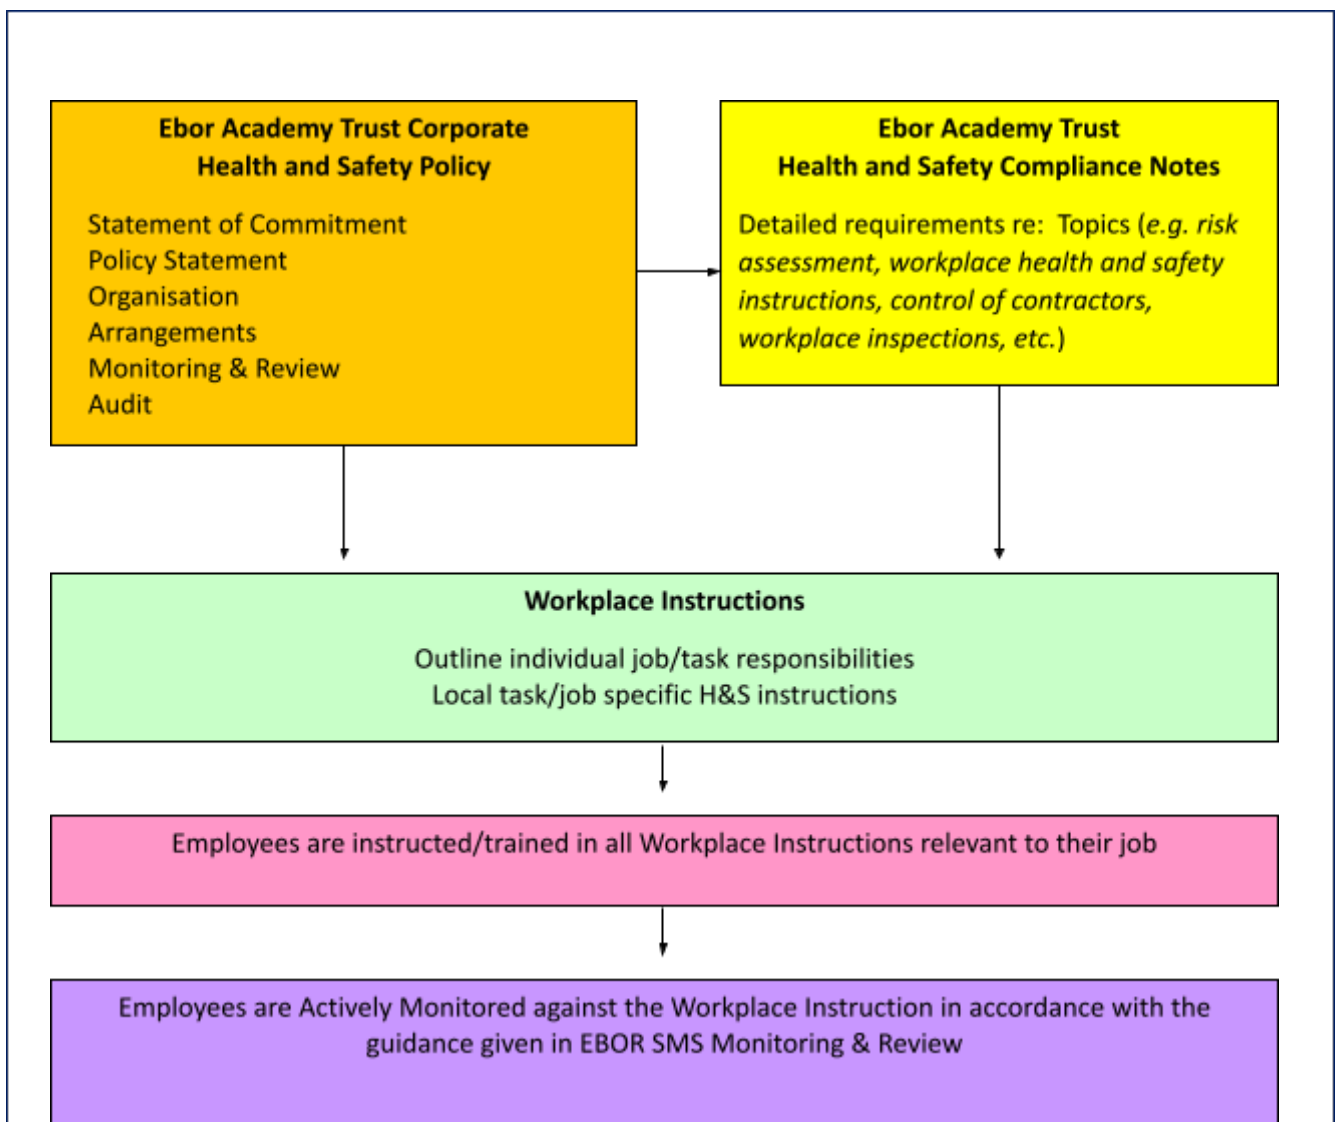 Ebor Academy Trust Corporate
Health and Safety Policy
Statement of Commitment
Policy Statement
Organisation
Arrangements
Monitoring & Review
Audit
Ebor Academy Trust
Health and Safety Compliance Notes
Detailed requirements re:  Topics (e.g. risk
assessment, workplace health and safety
instructions, control of contractors,
workplace inspections, etc.)
Workplace Instructions
Outline individual job/task responsibilities
Local task/job specific H&S instructions
Employees are instructed/trained in all Workplace Instructions relevant to their job
Employees are Actively Monitored against the Workplace Instruction in accordance with the
guidance given in EBOR SMS Monitoring & Review